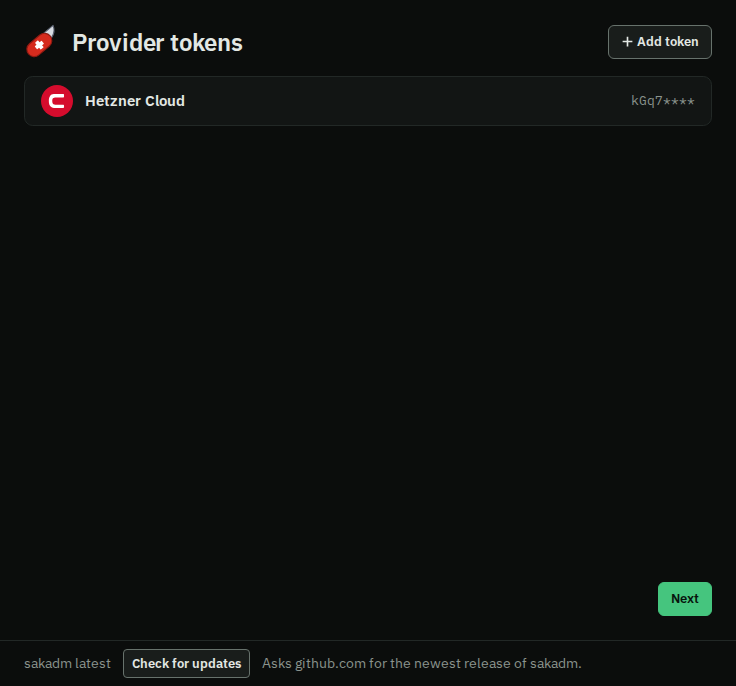 Provider tokens
+ Add token
Hetzner Cloud
kGq7****
Next
sakadm latest
Check for updates
Asks github.com for the newest release of sakadm.